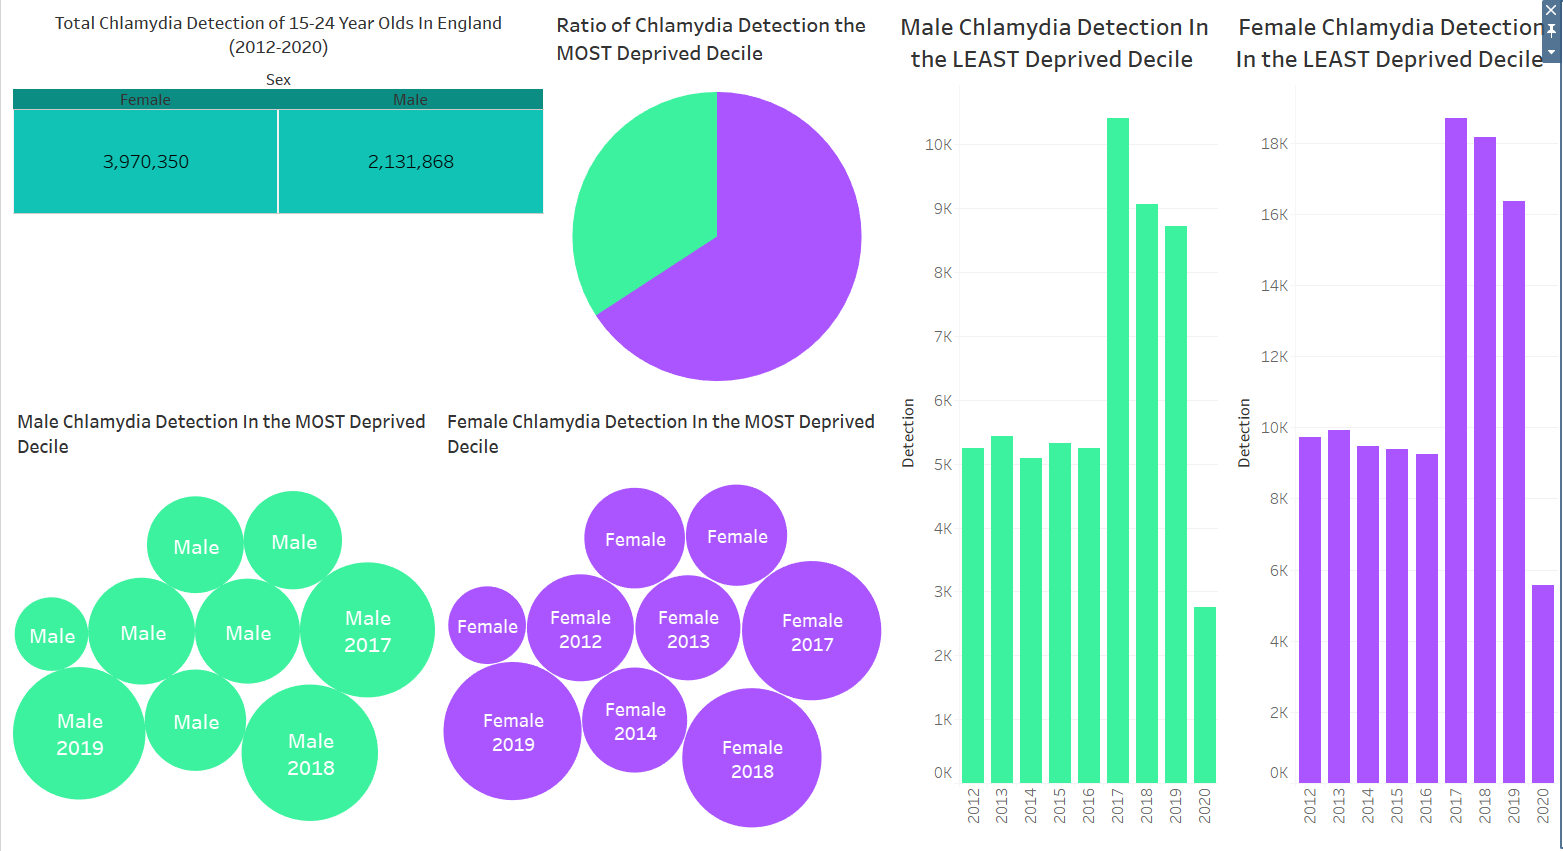 Total Chlamydia Detection of 15-24 Year Olds In England
(2012-2020)
Sex
Female
Male
3,970,350
2,131,868
Ratio of Chlamydia Detection the
MOST Deprived Decile
Male Chlamydia Detection In the MOST Deprived
Decile
Male
Male
Male
Male
Male
Male
2017
Male
2019
Male
Male
2018
Female Chlamydia Detection In the MOST Deprived
Decile
Female
Female
Female
Female
2012
Female
2013
Female
2017
Female
2019
Female
2014
Female
2018
Male Chlamydia Detection In
the LEAST Deprived Decile
Detection
10K
9K
8K
7K
6K
5K
4K
3K
2K
1K
0K
2012
2013
2014
2015
2016
2017
2018
2019
2020
Female Chlamydia Detection
In the LEAST Deprived Decile
Detection
18K
16K
14K
12K
10K
8K
6K
4K
2K
0K
2012
2013
2014
2015
2016
2017
2018
2019
2020